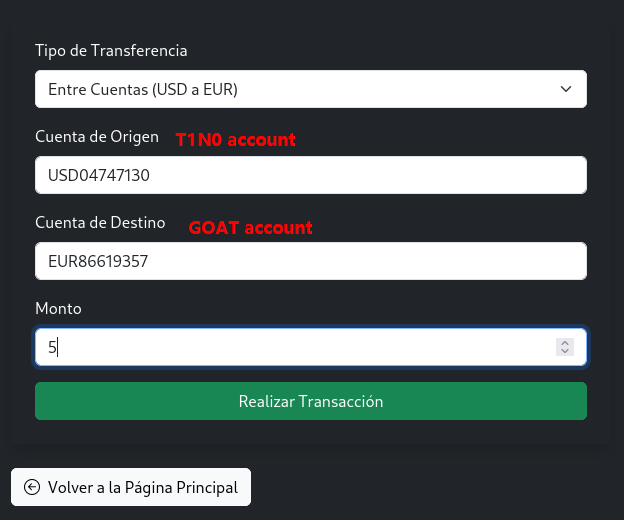 Tipo de Transferencia
Entre Cuentas (USD a EUR)
Cuenta de Origen T1N0 account
USD04747130
Cuenta de Destino GOAT account
EUR86619357
Monto
5
Realizar Transacción
Volver a la Página Principal